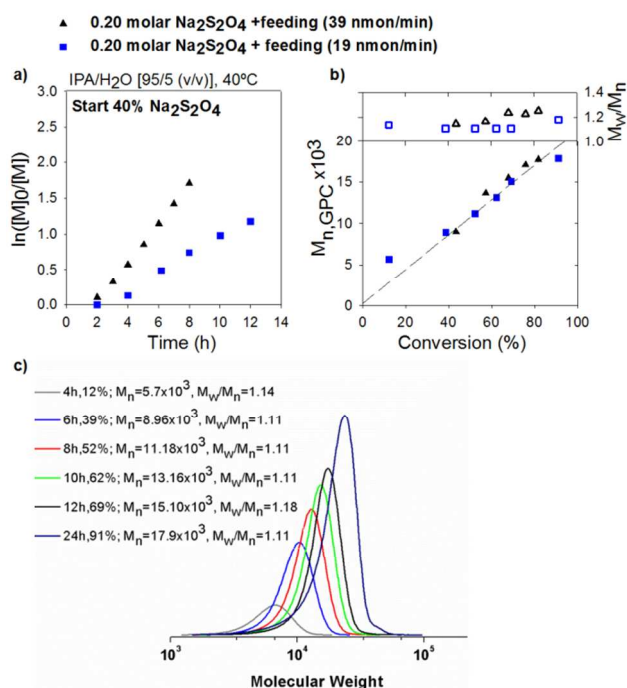 ▲ 0.20 molar Na₂S₂O₄ +feeding (39 nmon/min)
■ 0.20 molar Na₂S₂O₄ + feeding (19 nmon/min)
a) IPA/H₂O [95/5 (v/v)], 40ºC
Start 40% Na₂S₂O₄
3.0
2.5
2.0
1.5
1.0
0.5
0.0
ln([M]₀/[M])
0 2 4 6 8 10 12 14
Time (h)
b)
1.4
1.2
1.0
Mw/Mn
20
15
10
5
0
Mn,GPC x10³
0 20 40 60 80 100
Conversion (%)
c)
4h,12%; Mn=5.7x10³, Mw/Mn=1.14
6h,39%; Mn=8.96x10³, Mw/Mn=1.11
8h,52%; Mn=11.18x10³, Mw/Mn=1.11
10h,62%; Mn=13.16x10³, Mw/Mn=1.11
12h,69%; Mn=15.10x10³, Mw/Mn=1.18
24h,91%; Mn=17.9x10³, Mw/Mn=1.11
10³ 10⁴ 10⁵
Molecular Weight